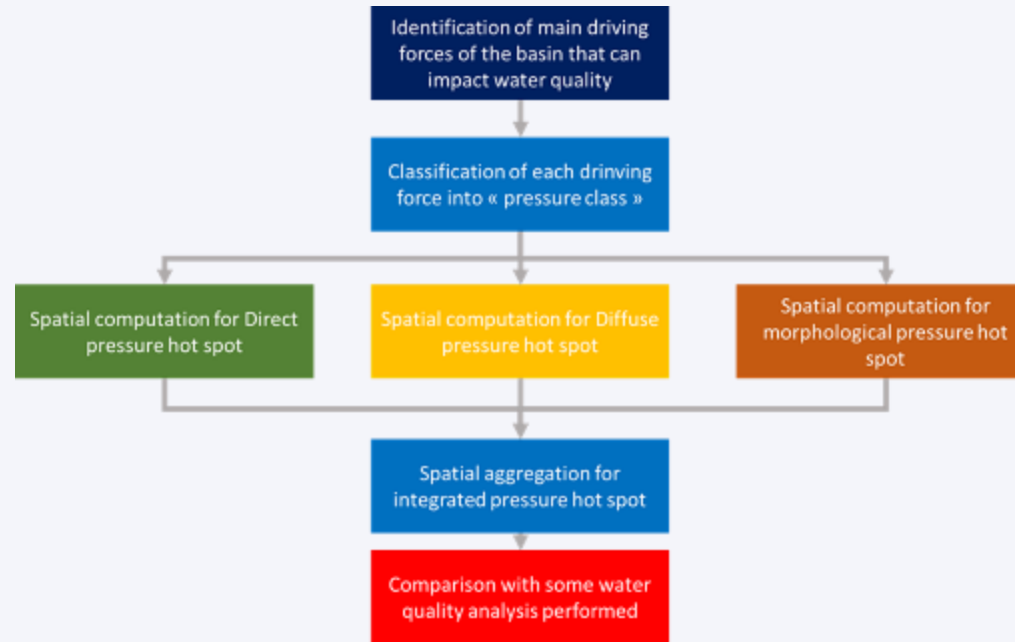 Identification of main driving
forces of the basin that can
impact water quality
Classification of each drinving
force into « pressure class »
Spatial computation for Direct
pressure hot spot
Spatial computation for Diffuse
pressure hot spot
Spatial computation for
morphological pressure hot
spot
Spatial aggregation for
integrated pressure hot spot
Comparison with some water
quality analysis performed